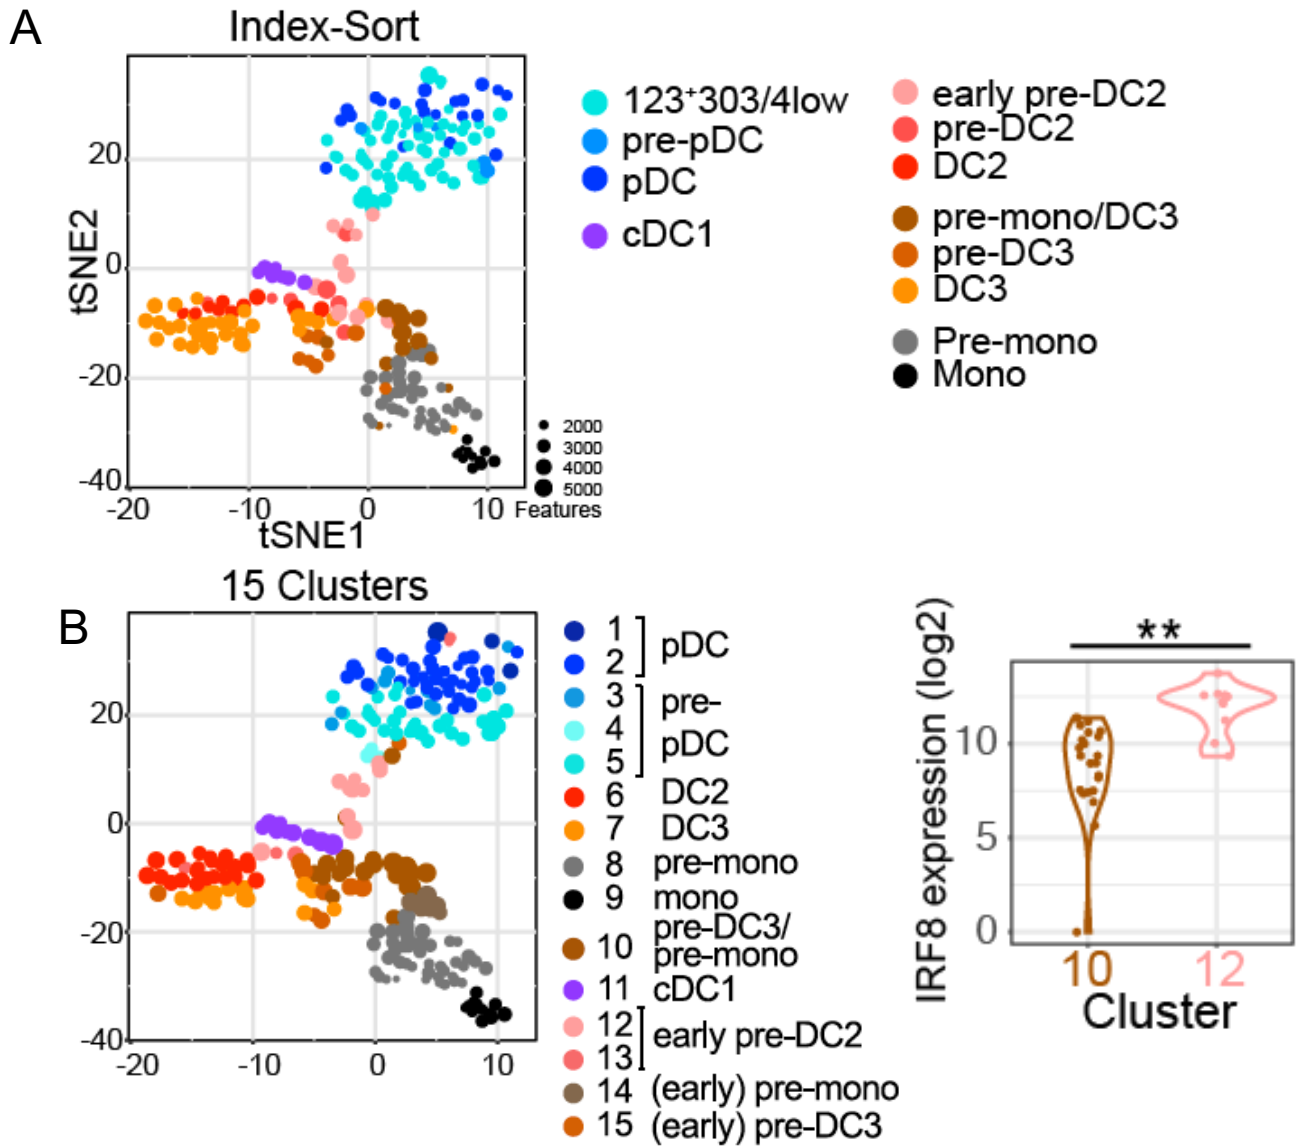 A
Index-Sort
tSNE2
20
0
-20
-40
-20
-10
0
10
tSNE1
2000
3000
4000
5000
Features
123+303/4low
pre-pDC
pDC
cDC1
early pre-DC2
pre-DC2
DC2
pre-mono/DC3
pre-DC3
DC3
Pre-mono
Mono
B
15 Clusters
20
0
-20
-40
-20
-10
0
10
1
2
pDC
3
4
5
pre-
pDC
6 DC2
7 DC3
8 pre-mono
9 mono
10 pre-DC3/
pre-mono
11 cDC1
12
13
early pre-DC2
14 (early) pre-mono
15 (early) pre-DC3
IRF8 expression (log2)
**
10
5
0
10
12
Cluster